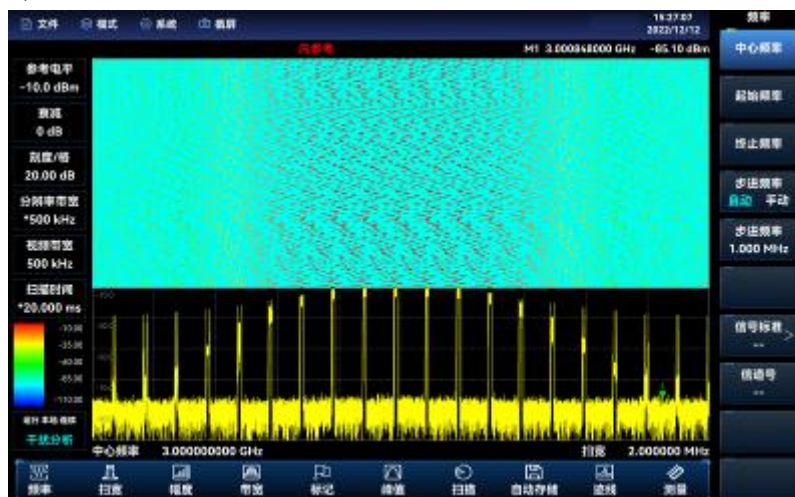 文件 模式 系统 截屏
15:27:07
2022/12/12
频率
内参考
M1 3.000848000 GHz -85.10 dBm
中心频率
参考电平
-10.0 dBm
起始频率
衰减
0 dB
终止频率
刻度/格
20.00 dB
步进频率
自动 手动
分辨率带宽
*500 kHz
步进频率
1.000 MHz
视频带宽
500 kHz
扫描时间
*20.000 ms
信号标准 >
--
信道号
--
干扰分析
中心频率 3.000000000 GHz 扫宽 2.000000 MHz
频率 扫宽 幅度 带宽 标记 峰值 扫描 自动存储 迹线 测量